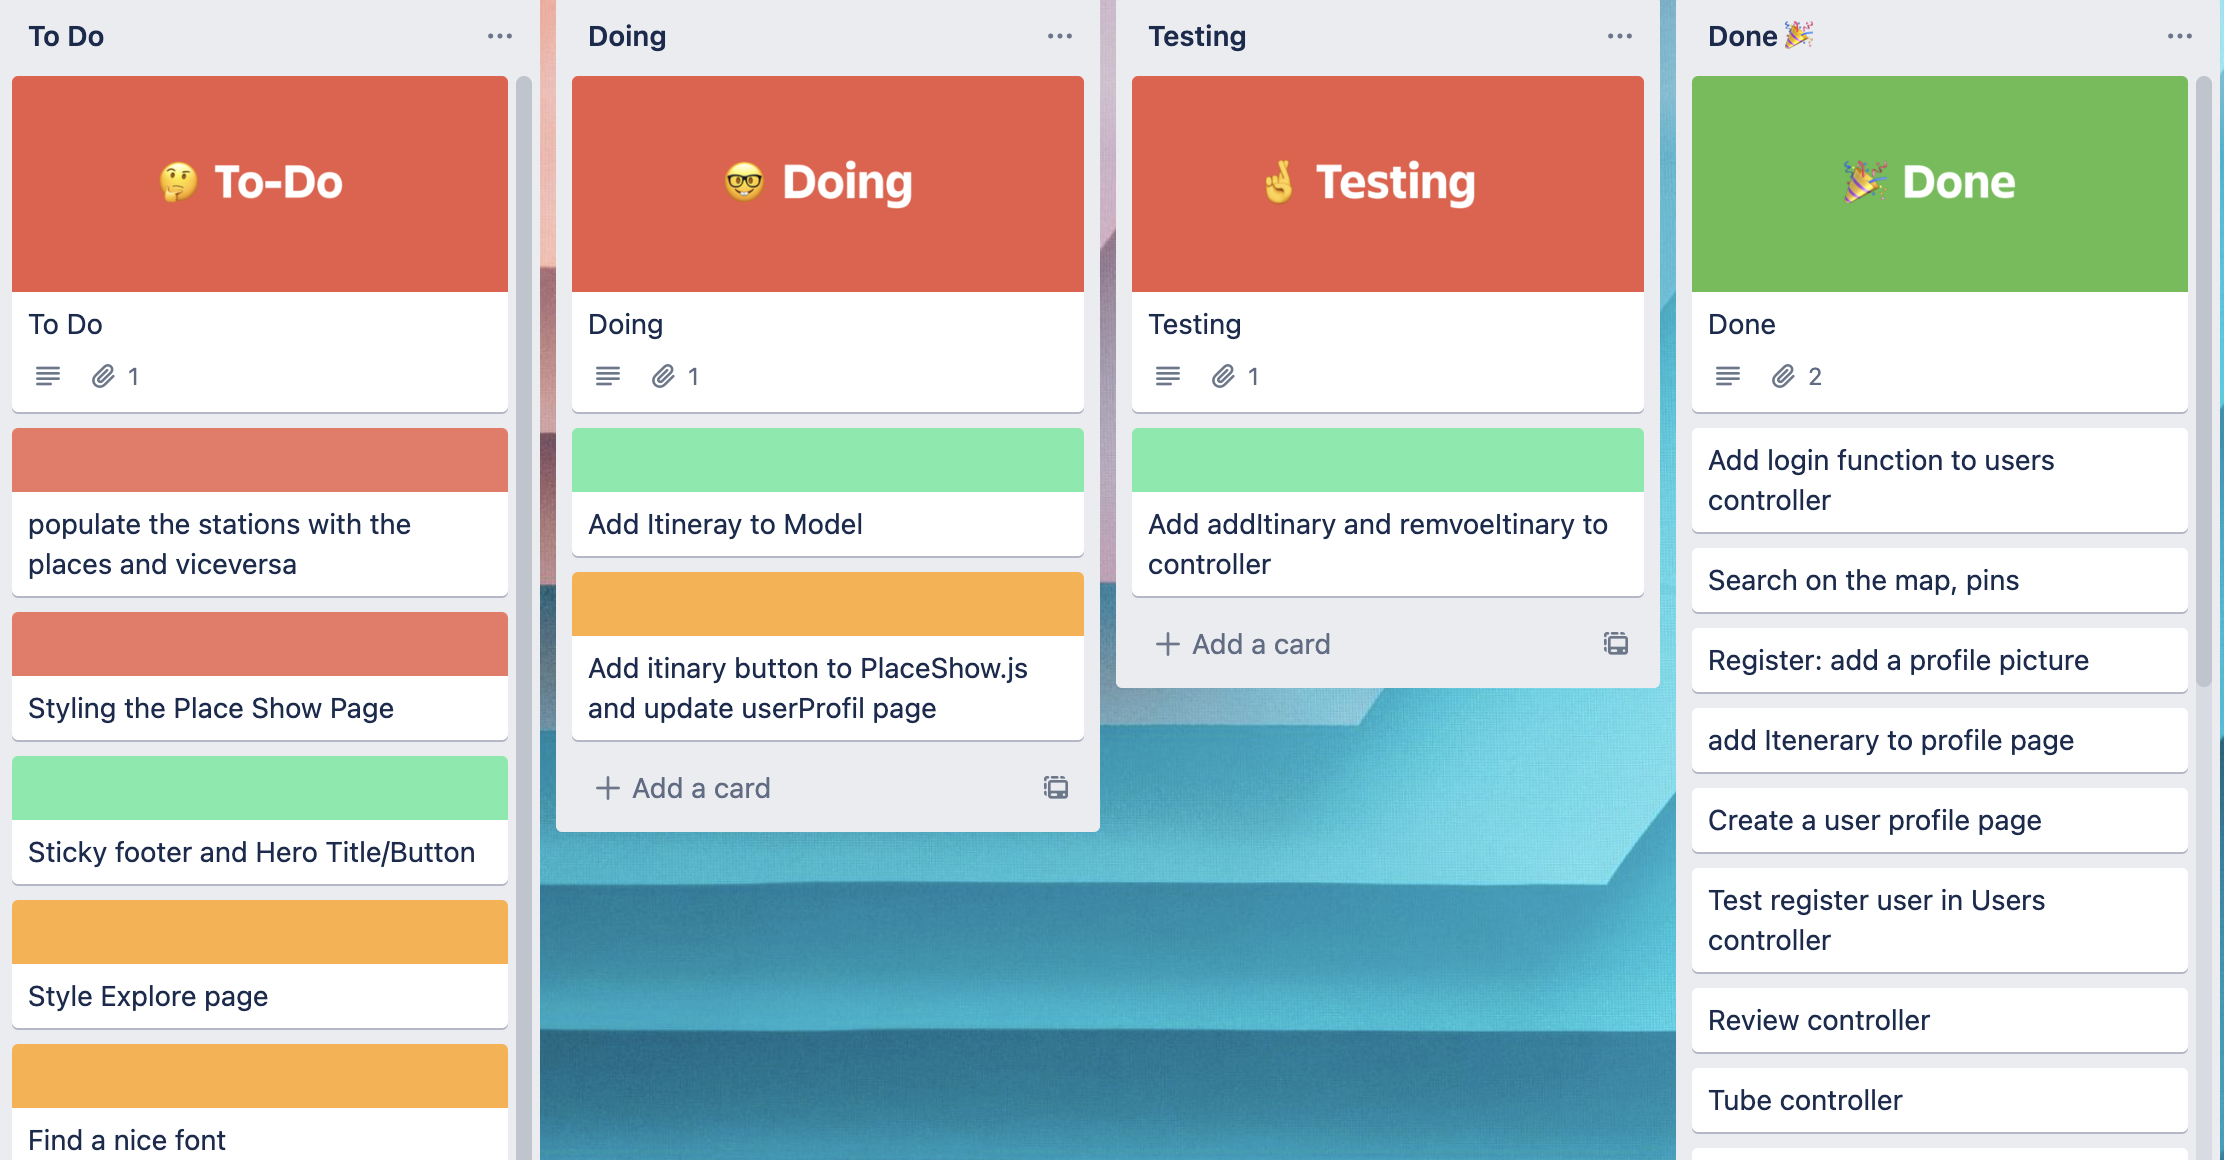 To Do
🤔 To-Do
To Do
1
populate the stations with the
places and viceversa
Styling the Place Show Page
Sticky footer and Hero Title/Button
Style Explore page
Find a nice font
Doing
🤓 Doing
Doing
1
Add Itineray to Model
Add itinary button to PlaceShow.js
and update userProfil page
+ Add a card
Testing
🤞 Testing
Testing
1
Add addItinary and remvoeItinary to
controller
+ Add a card
Done 🎉
🎉 Done
Done
2
Add login function to users
controller
Search on the map, pins
Register: add a profile picture
add Itenerary to profile page
Create a user profile page
Test register user in Users
controller
Review controller
Tube controller